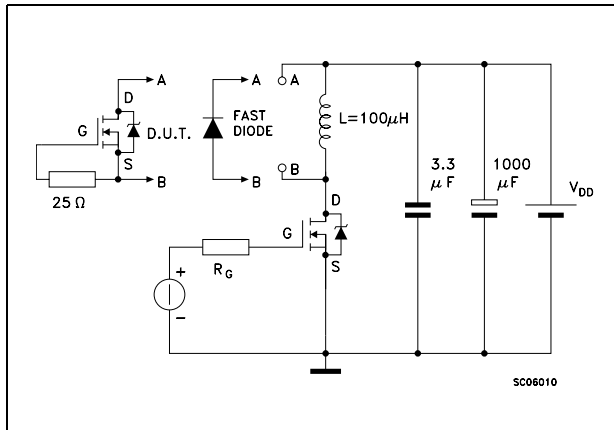 A
A
A
D
G
D.U.T.
FAST
DIODE
L=100μH
S
B
B
B
25 Ω
D
G
S
3.3
μF
1000
μF
VDD
RG
+
−
SC06010